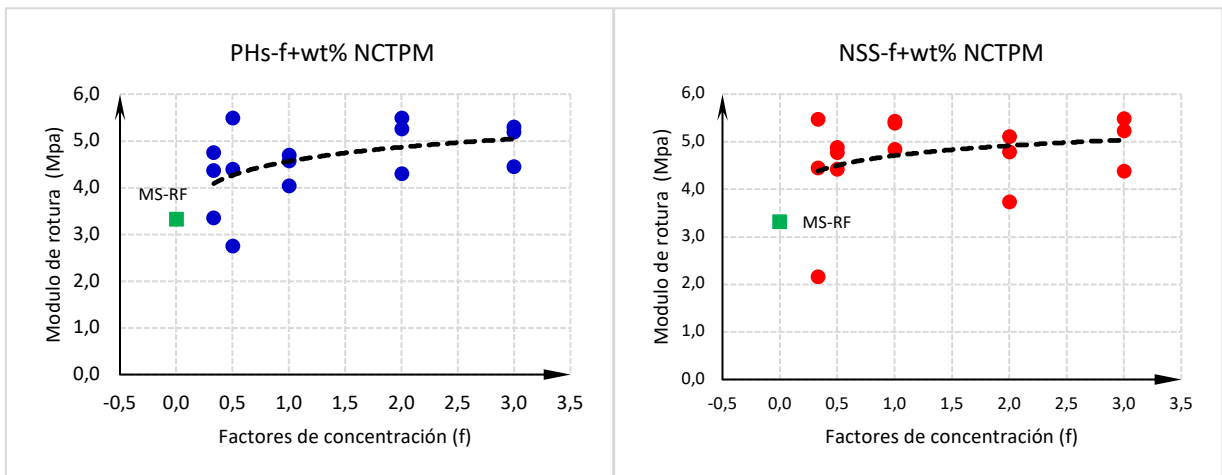 PHs-f+wt% NCTPM
Modulo de rotura (Mpa)
6,0
5,0
4,0
3,0
2,0
1,0
0,0
MS-RF
-0,5 0,0 0,5 1,0 1,5 2,0 2,5 3,0 3,5
Factores de concentración (f)
NSS-f+wt% NCTPM
Modulo de rotura (Mpa)
6,0
5,0
4,0
3,0
2,0
1,0
0,0
MS-RF
-0,5 0,0 0,5 1,0 1,5 2,0 2,5 3,0 3,5
Factores de concentración (f)